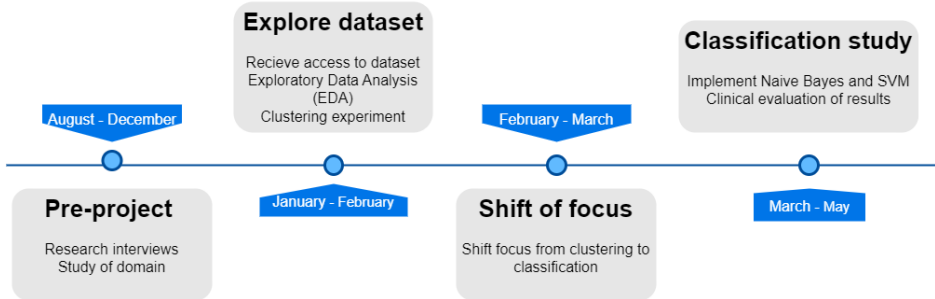 Explore dataset
Recieve access to dataset
Exploratory Data Analysis
(EDA)
Clustering experiment
Classification study
Implement Naive Bayes and SVM
Clinical evaluation of results
August - December
February - March
January - February
March - May
Pre-project
Research interviews
Study of domain
Shift of focus
Shift focus from clustering to
classification